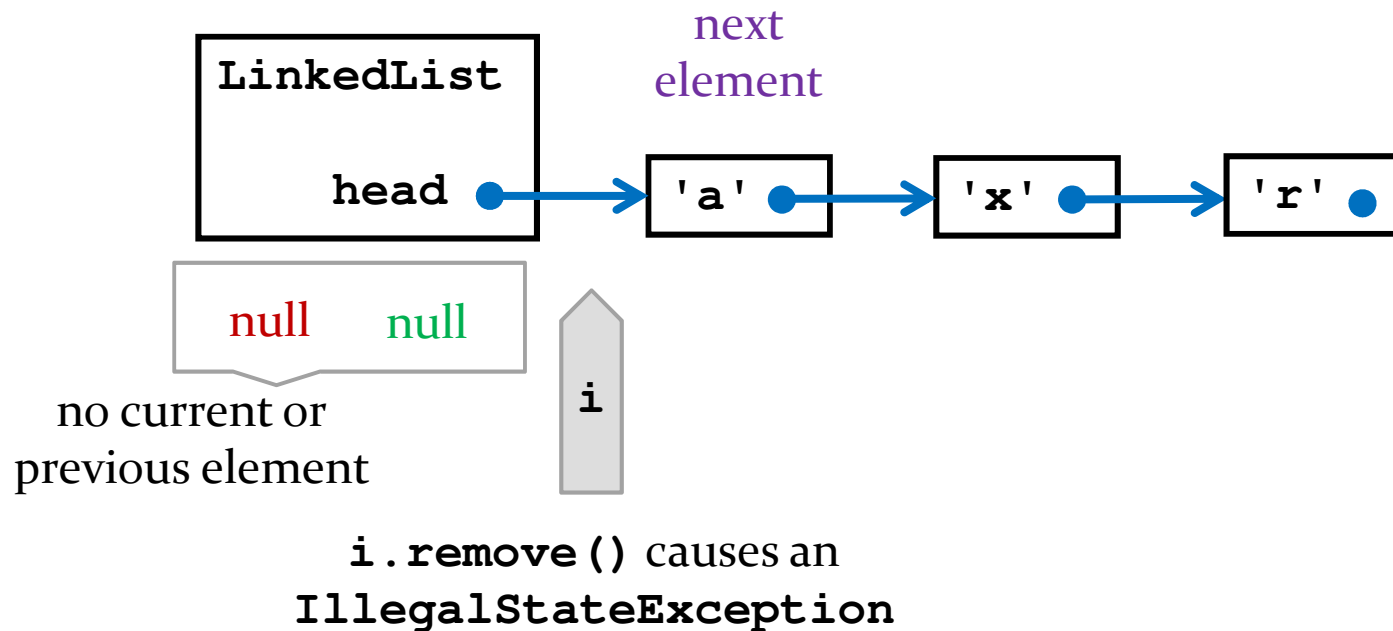 next
element
LinkedList
head
'a'
'x'
'r'
null null
no current or
previous element
i
i.remove() causes an
IllegalStateException